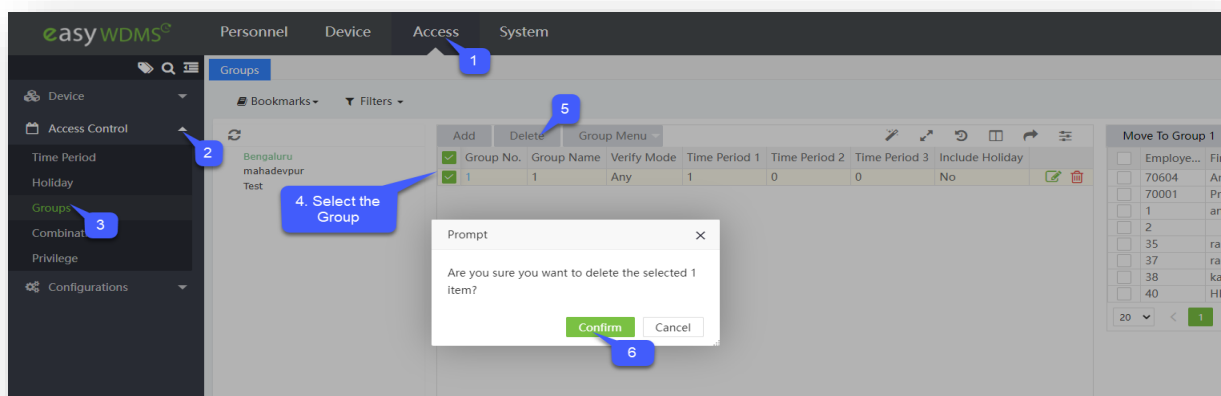 easy WDMS
Personnel Device Access System
1
Groups
Device
Bookmarks Filters
5
Access Control
2
Add Delete Group Menu
Move To Group 1
Time Period
Bengaluru
Group No. Group Name Verify Mode Time Period 1 Time Period 2 Time Period 3 Include Holiday
Employe...
mahadevpur
1 1 Any 1 0 0 No
70604
Holiday
Test
70001
Groups
3
4. Select the
Group
1
2
Combinat
35 ra
Prompt
Privilege
37 ra
Are you sure you want to delete the selected 1
item?
38 ka
Configurations
40
Confirm Cancel
20 1
6